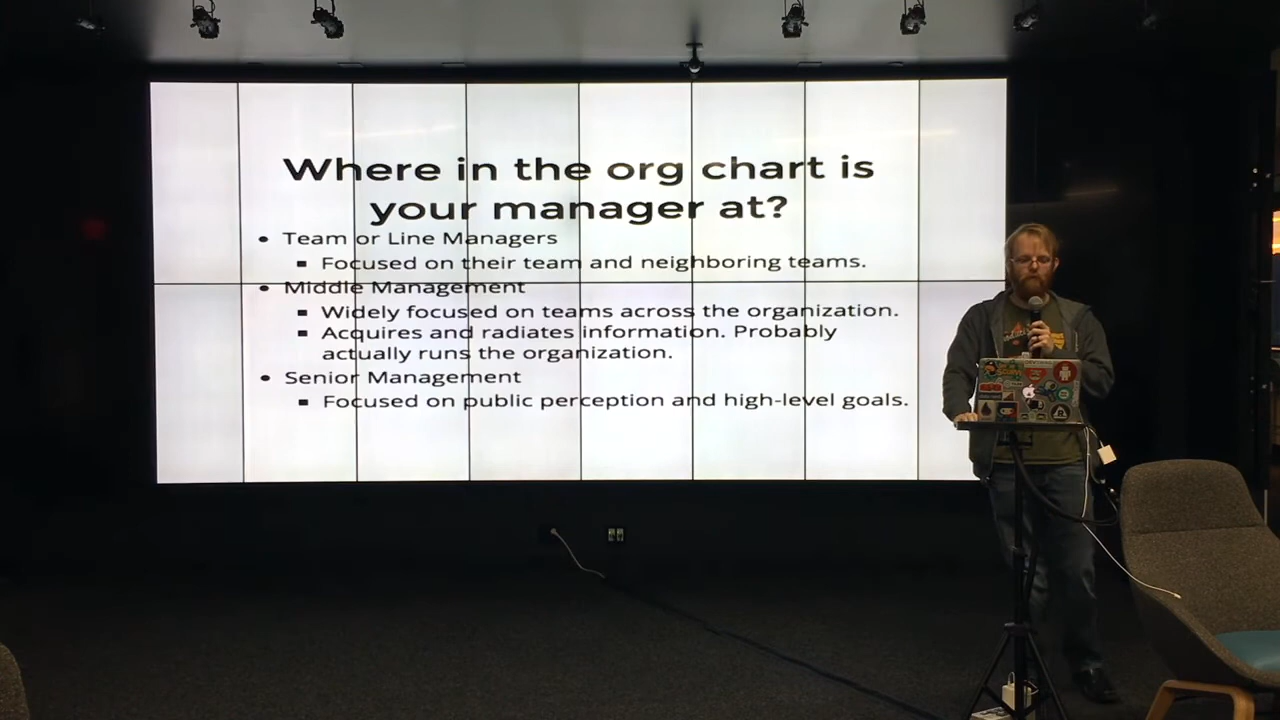 Where in the org chart is
your manager at?
• Team or Line Managers
▪ Focused on their team and neighboring teams.
• Middle Management
▪ Widely focused on teams across the organization.
▪ Acquires and radiates information. Probably
actually runs the organization.
• Senior Management
▪ Focused on public perception and high-level goals.